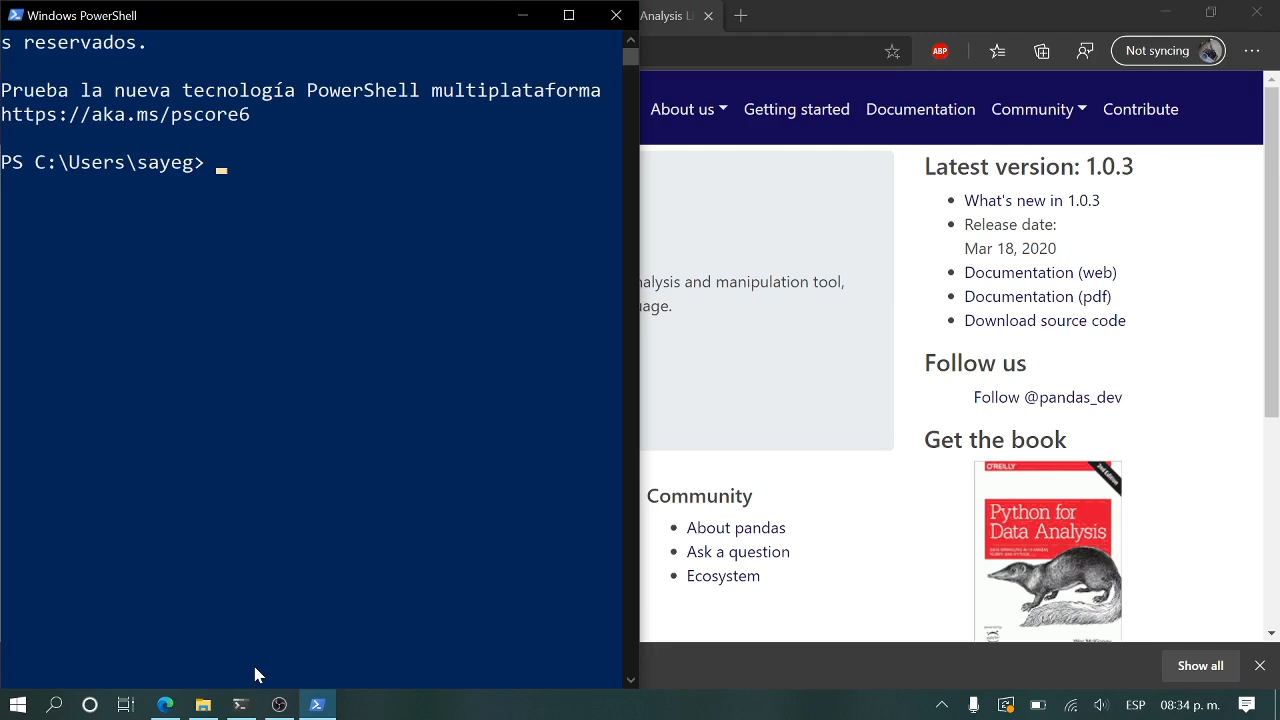 Windows PowerShell
s reservados.
Prueba la nueva tecnología PowerShell multiplataforma
https://aka.ms/pscore6
PS C:\Users\sayeg>
Analysis L
ABP
Not syncing
About us
Getting started
Documentation
Community
Contribute
alysis and manipulation tool,
uage.
Community
About pandas
Ask a question
Ecosystem
Latest version: 1.0.3
What's new in 1.0.3
Release date:
Mar 18, 2020
Documentation (web)
Documentation (pdf)
Download source code
Follow us
Follow @pandas_dev
Get the book
O'REILLY
2nd Edition
Python for
Data Analysis
Show all
ESP
08:34 p. m.